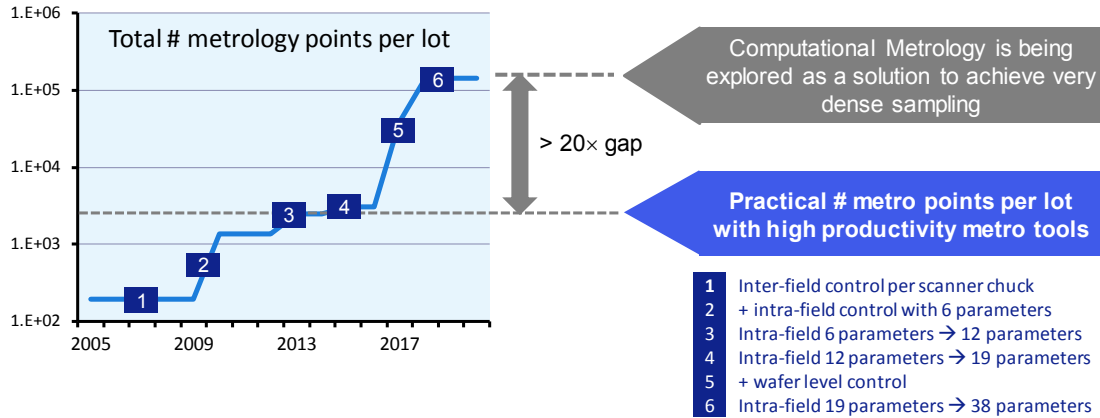 Total # metrology points per lot
1.E+06
1.E+05
1.E+04
1.E+03
1.E+02
2005 2009 2013 2017
1
2
3
4
5
6
> 20× gap
Computational Metrology is being
explored as a solution to achieve very
dense sampling
Practical # metro points per lot
with high productivity metro tools
1 Inter-field control per scanner chuck
2 + intra-field control with 6 parameters
3 Intra-field 6 parameters → 12 parameters
4 Intra-field 12 parameters → 19 parameters
5 + wafer level control
6 Intra-field 19 parameters → 38 parameters